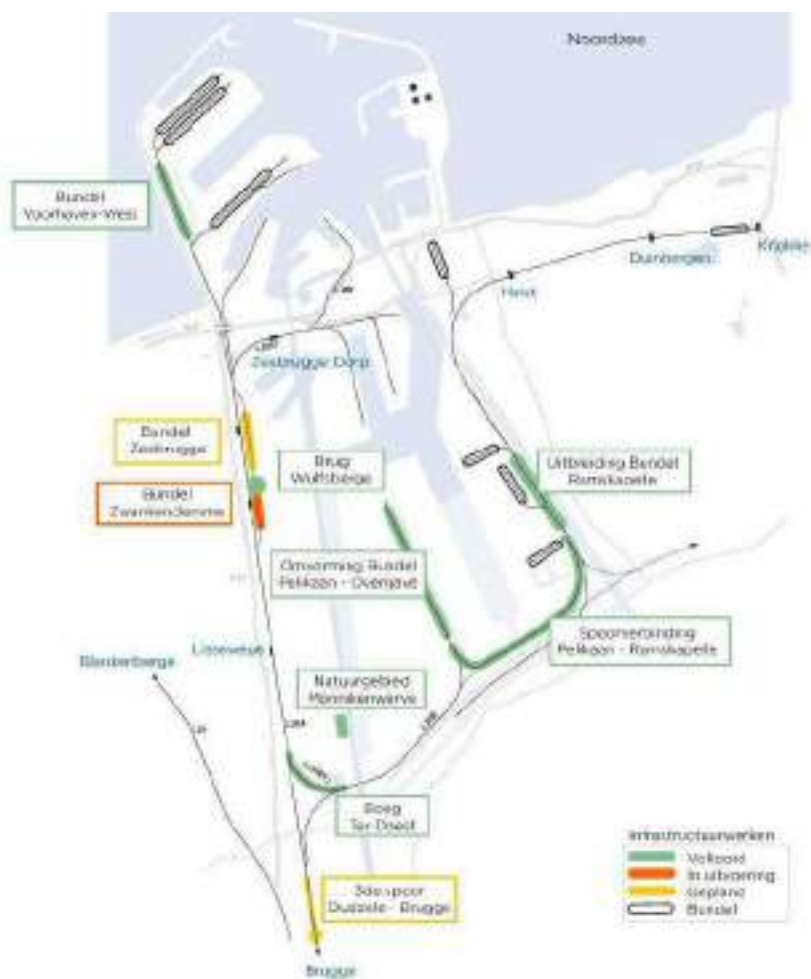 Noordzee
Bundel
Voorhaven-West
Knokke
Duinbergen
Heist
Zeebrugge Dorp
Bundel
Zeebrugge
Brug
Wulfsberge
Uitbreiding Bundel
Ramskapelle
Bundel
Zwankendamme
Omvorming Bundel
Pelikaan - Overijave
Spoorverbinding
Pelikaan - Ramskapelle
Lissewege
Blankenberge
Natuurgebied
Monnikenwerve
Boog
Ter Doest
3de spoor
Dudzele - Brugge
Brugge
Infrastructuurwerken
Voltooid
In uitvoering
Gepland
Bundel